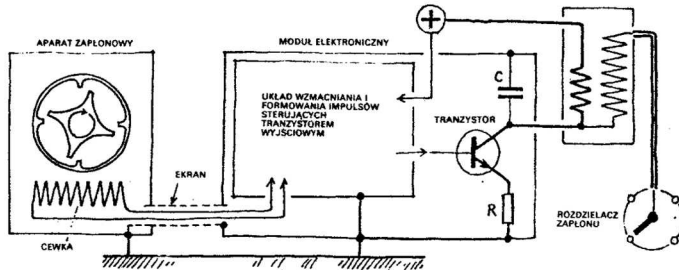 APARAT ZAPŁONOWY
MODUŁ ELEKTRONICZNY
UKŁAD WZMACNIANIA I
FORMOWANIA IMPULSÓW
STERUJĄCYCH
TRANZYSTOREM
WYJŚCIOWYM
C
TRANZYSTOR
EKRAN
R
CEWKA
ROZDZIELACZ
ZAPŁONU